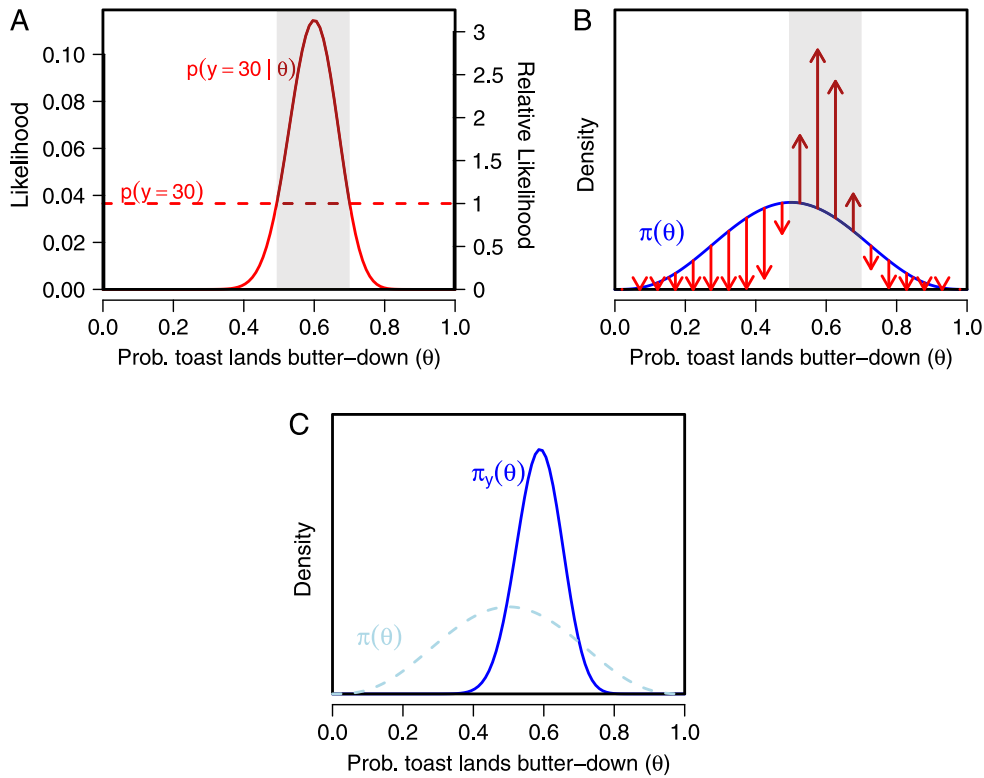 A
Likelihood
0.10
0.08
0.06
0.04
0.02
0.00
p(y = 30 | θ)
p(y = 30)
3
2.5
2
1.5
1
0.5
0
Relative Likelihood
0.0 0.2 0.4 0.6 0.8 1.0
Prob. toast lands butter−down (θ)
B
Density
π(θ)
0.0 0.2 0.4 0.6 0.8 1.0
Prob. toast lands butter−down (θ)
C
Density
π_y(θ)
π(θ)
0.0 0.2 0.4 0.6 0.8 1.0
Prob. toast lands butter−down (θ)